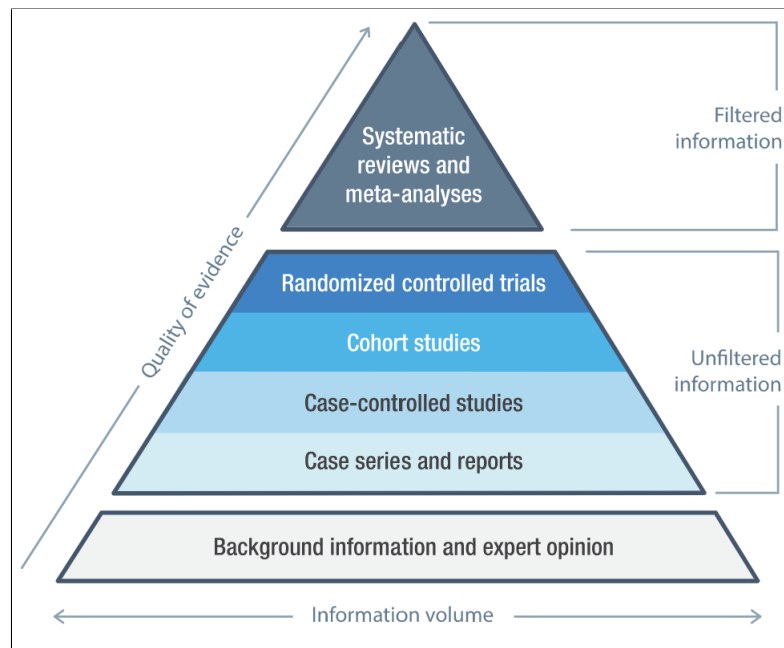 Systematic
reviews and
meta-analyses
Filtered
information
Quality of evidence
Randomized controlled trials
Cohort studies
Case-controlled studies
Case series and reports
Unfiltered
information
Background information and expert opinion
Information volume